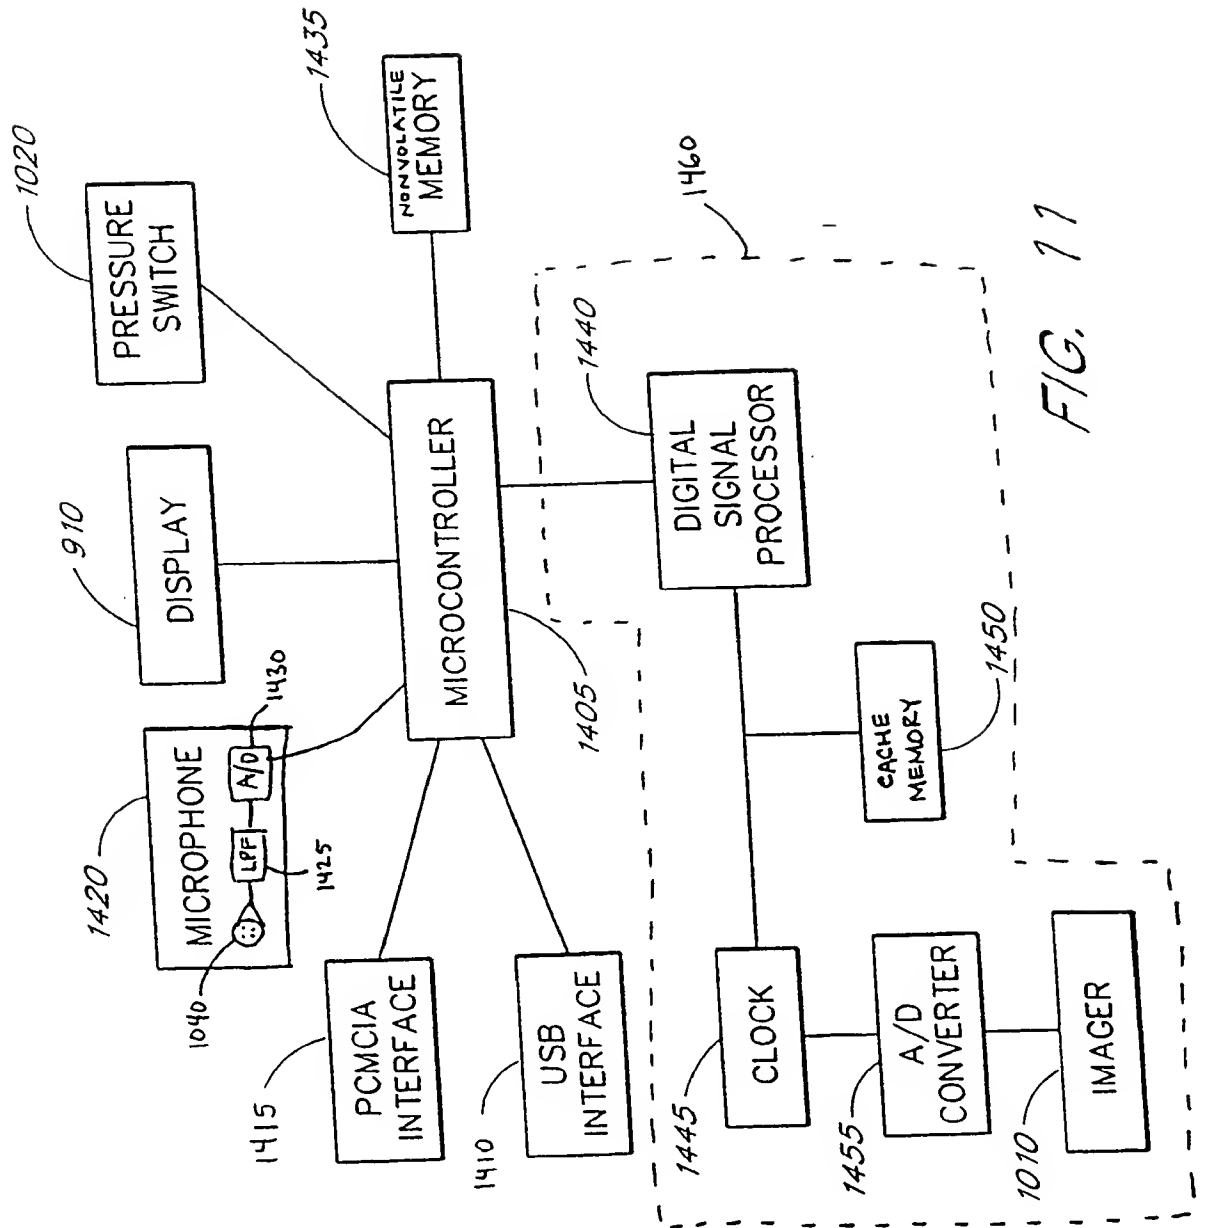 1420
MICROPHONE
1040
LPF
1425
A/D
1430
910
DISPLAY
1020
PRESSURE
SWITCH
1415
PCMCIA
INTERFACE
1410
USB
INTERFACE
MICROCONTROLLER
1405
1435
NONVOLATILE
MEMORY
1460
1440
DIGITAL
SIGNAL
PROCESSOR
1445
CLOCK
1450
CACHE
MEMORY
1455
A/D
CONVERTER
1010
IMAGER
FIG. 11